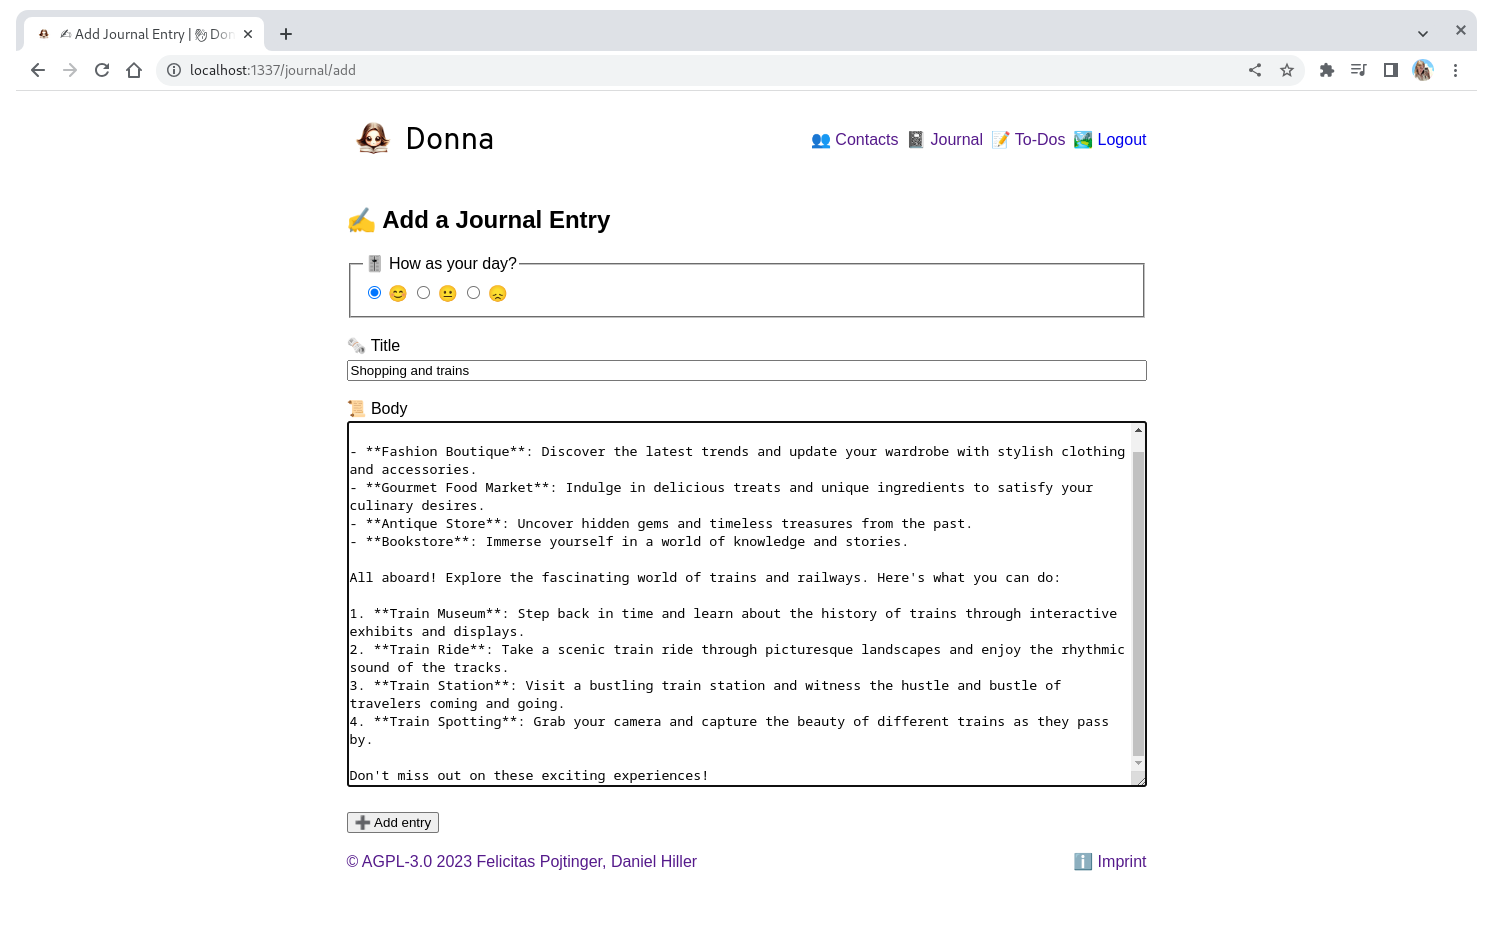 ✍ Add Journal Entry | 👋 Don
localhost:1337/journal/add
Donna
👥 Contacts 📓 Journal 📝 To-Dos 🏞️ Logout
✍️ Add a Journal Entry
🎚️ How as your day?
😊 😐 😞
🗞️ Title
Shopping and trains
📜 Body
- **Fashion Boutique**: Discover the latest trends and update your wardrobe with stylish clothing
and accessories.
- **Gourmet Food Market**: Indulge in delicious treats and unique ingredients to satisfy your
culinary desires.
- **Antique Store**: Uncover hidden gems and timeless treasures from the past.
- **Bookstore**: Immerse yourself in a world of knowledge and stories.
All aboard! Explore the fascinating world of trains and railways. Here's what you can do:
1. **Train Museum**: Step back in time and learn about the history of trains through interactive
exhibits and displays.
2. **Train Ride**: Take a scenic train ride through picturesque landscapes and enjoy the rhythmic
sound of the tracks.
3. **Train Station**: Visit a bustling train station and witness the hustle and bustle of
travelers coming and going.
4. **Train Spotting**: Grab your camera and capture the beauty of different trains as they pass
by.
Don't miss out on these exciting experiences!
➕ Add entry
© AGPL-3.0 2023 Felicitas Pojtinger, Daniel Hiller
ℹ️ Imprint